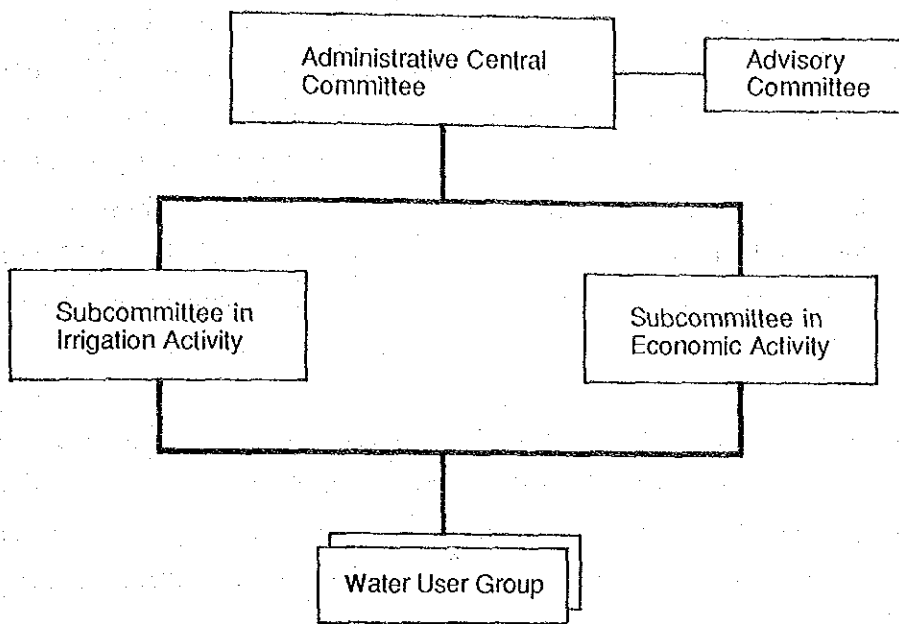 Administrative Central
Committee
Advisory
Committee
Subcommittee in
Irrigation Activity
Subcommittee in
Economic Activity
Water User Group